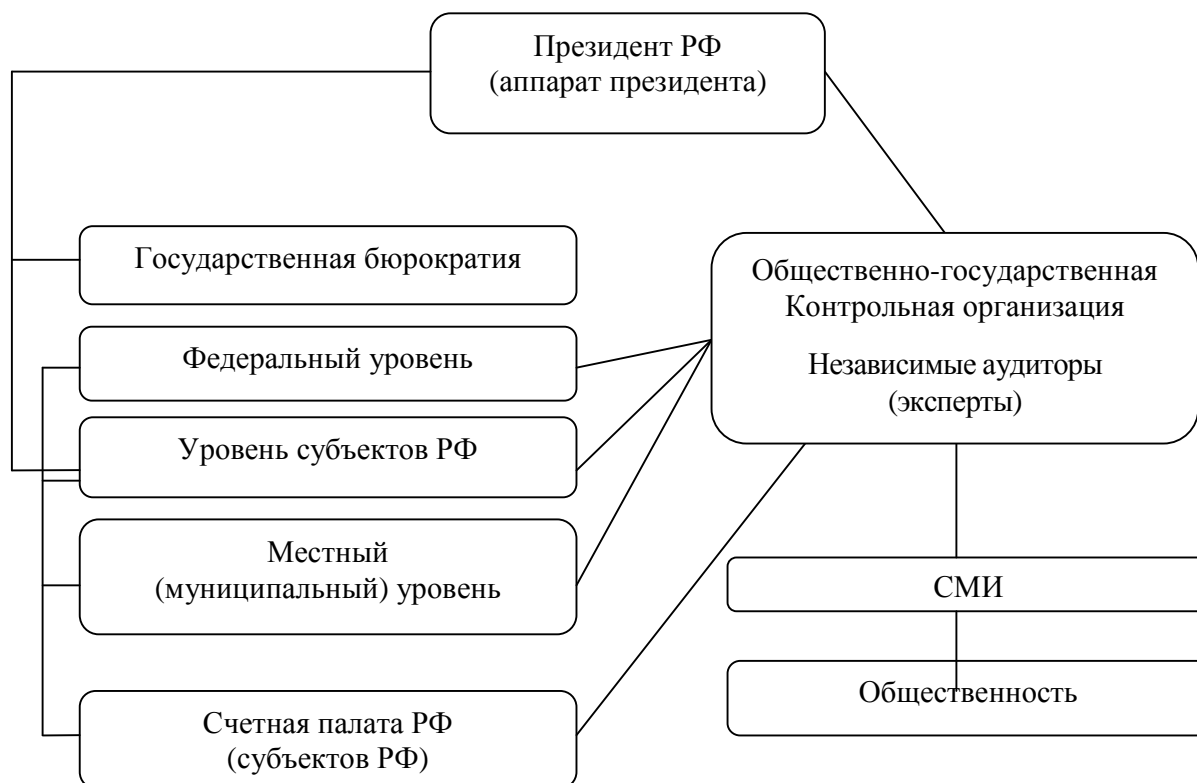 Президент РФ
(аппарат президента)
Государственная бюрократия
Федеральный уровень
Уровень субъектов РФ
Местный
(муниципальный) уровень
Счетная палата РФ
(субъектов РФ)
Общественно-государственная
Контрольная организация
Независимые аудиторы
(эксперты)
СМИ
Общественность